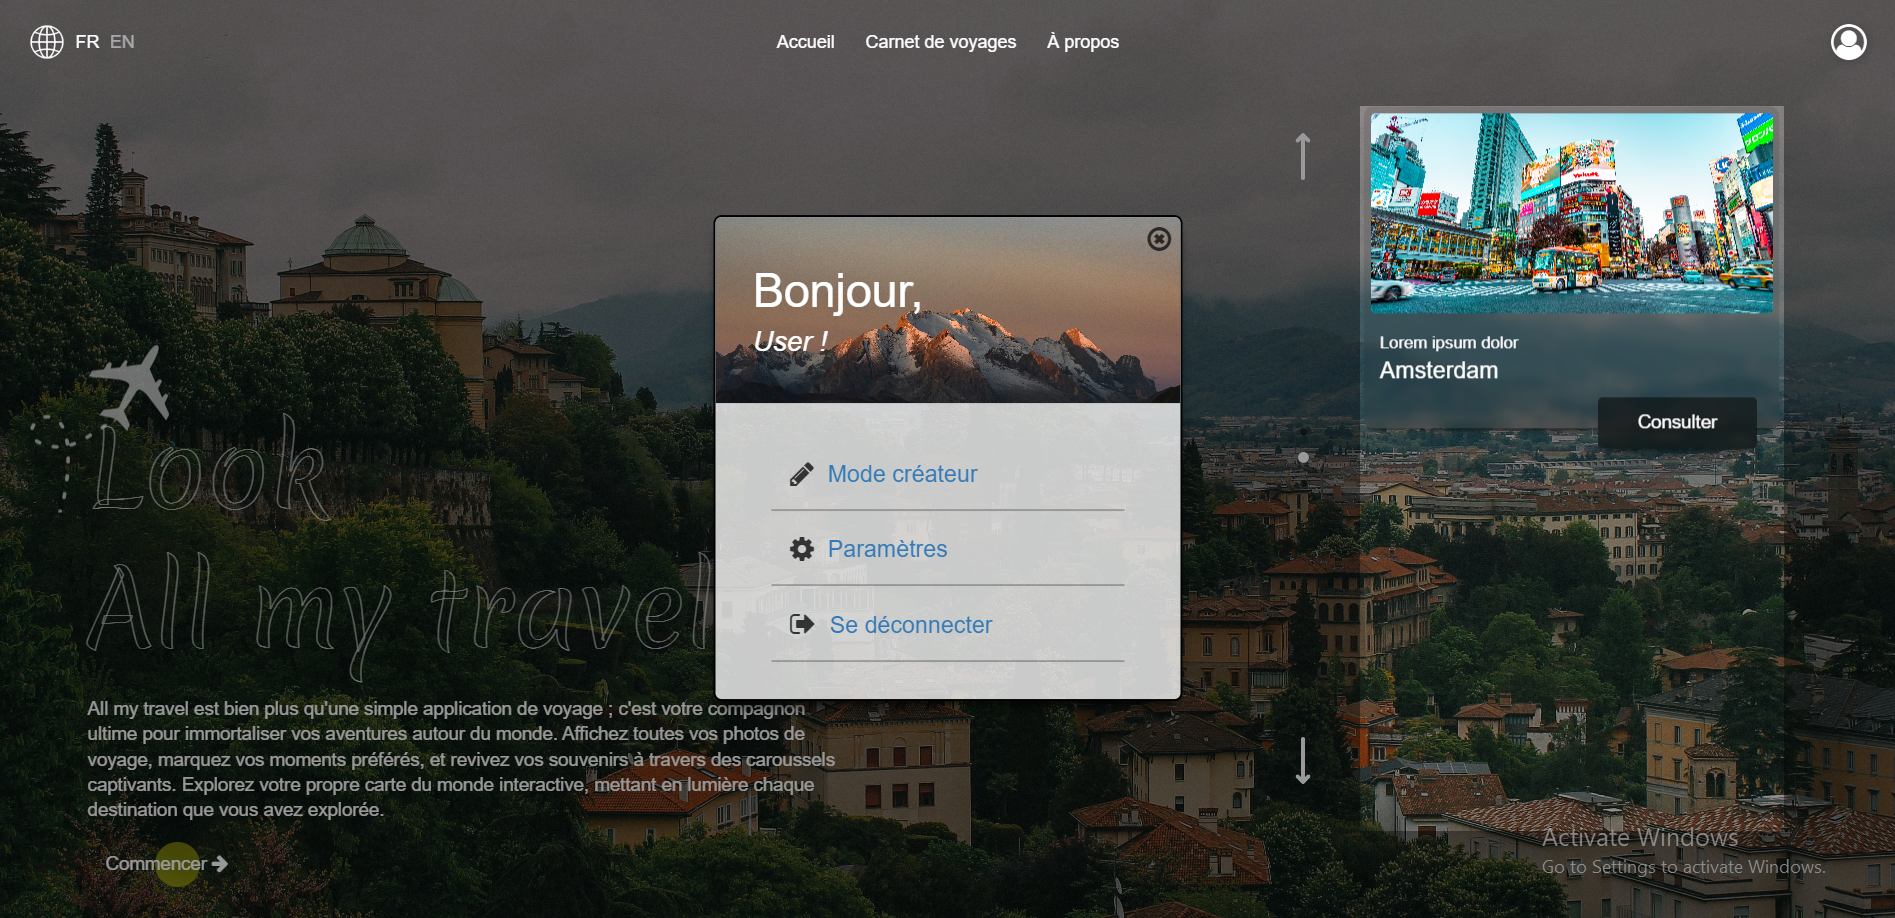 FR EN
Accueil Carnet de voyages À propos
Bonjour,
User !
Mode créateur
Paramètres
Se déconnecter
Lorem ipsum dolor
Amsterdam
Consulter
Look
All my travel
All my travel est bien plus qu'une simple application de voyage ; c'est votre compagnon
ultime pour immortaliser vos aventures autour du monde. Affichez toutes vos photos de
voyage, marquez vos moments préférés, et revivez vos souvenirs à travers des caroussels
captivants. Explorez votre propre carte du monde interactive, mettant en lumière chaque
destination que vous avez explorée.
Commencer
Activate Windows
Go to Settings to activate Windows.